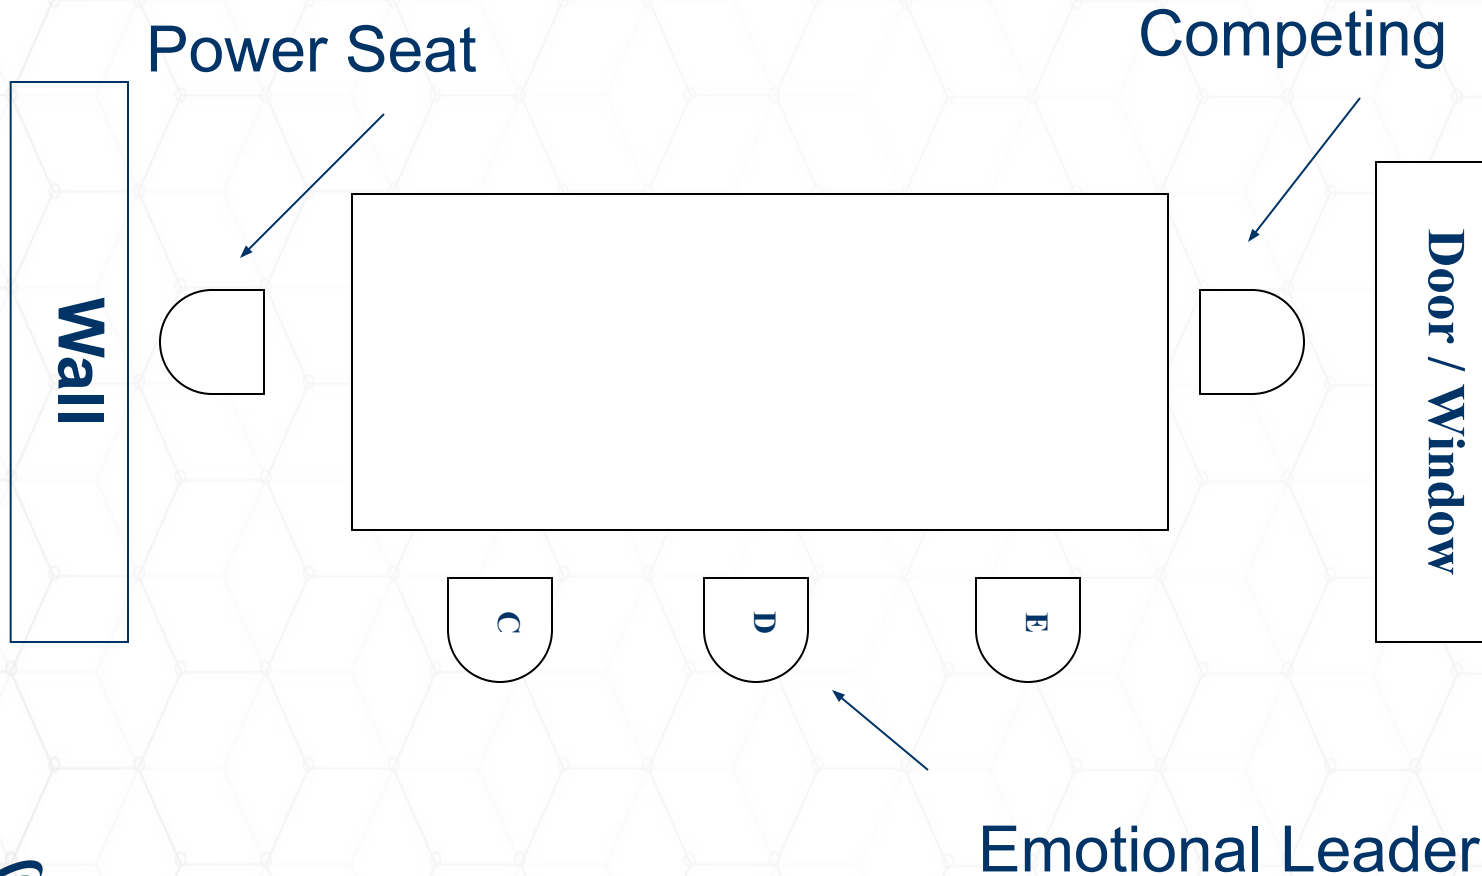 Power Seat
Competing
Wall
Door / Window
C
D
E
Emotional Leader